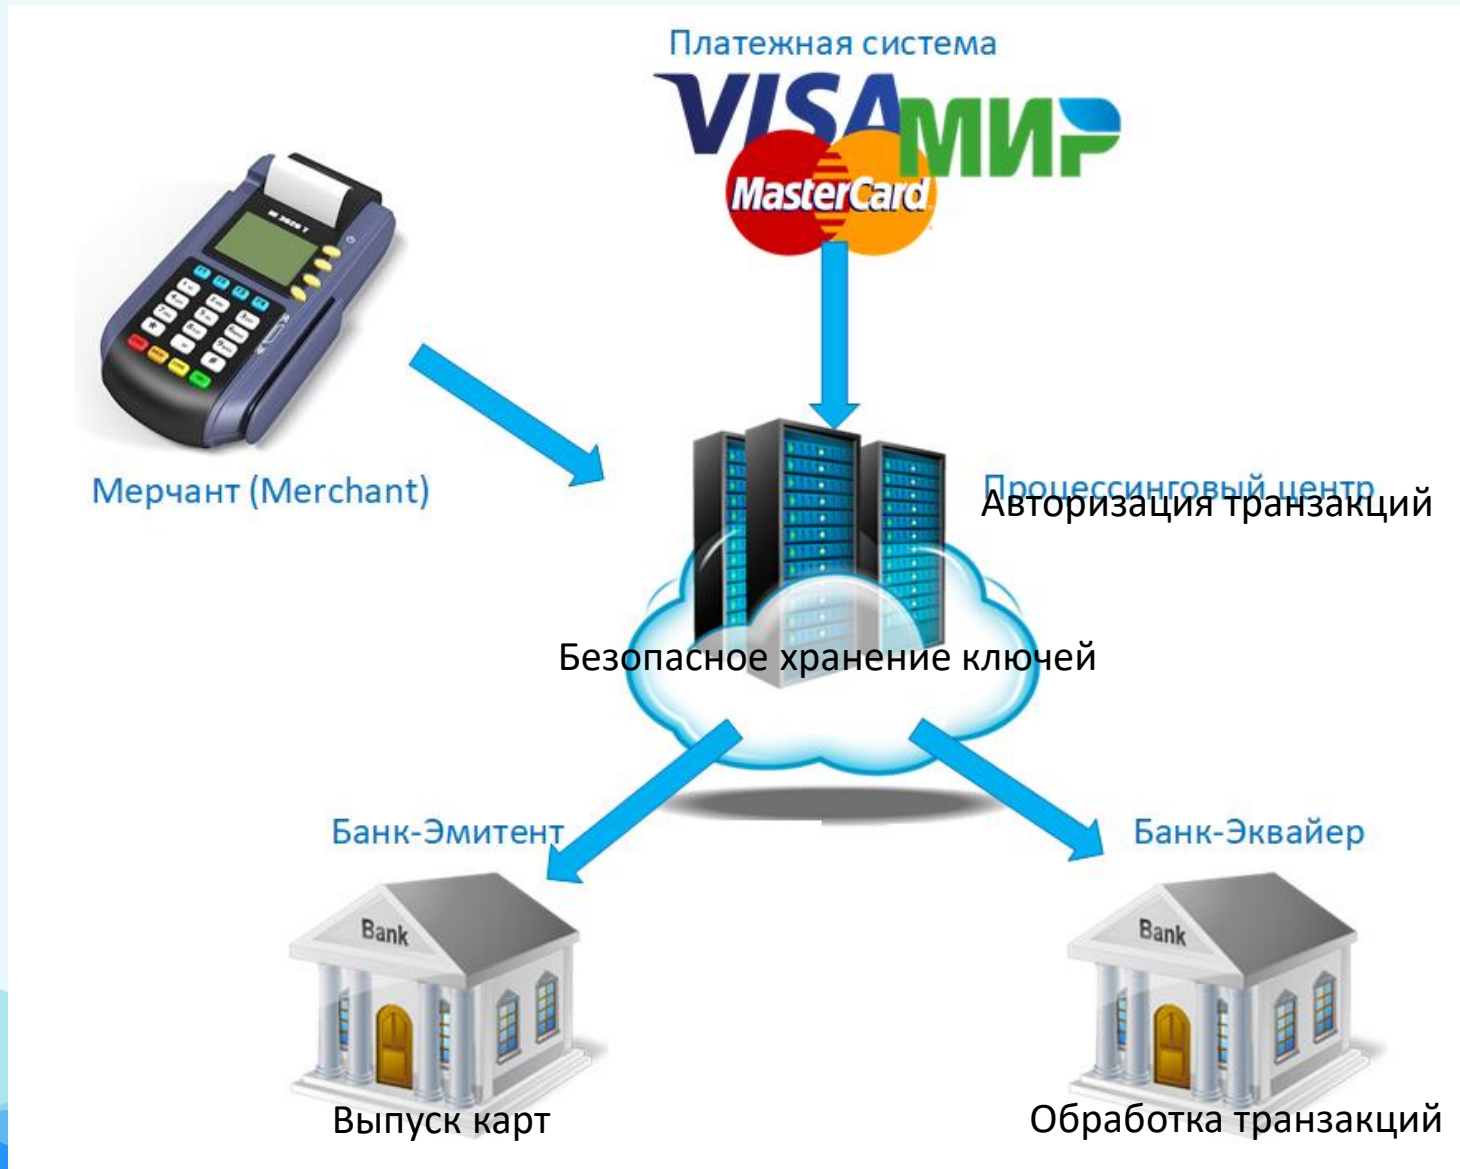 Платежная система
VISA
МИР
MasterCard
Мерчант (Merchant)
Процессинговый центр
Авторизация транзакций
Безопасное хранение ключей
Банк-Эмитент
Банк-Эквайер
Bank
Bank
Выпуск карт
Обработка транзакций